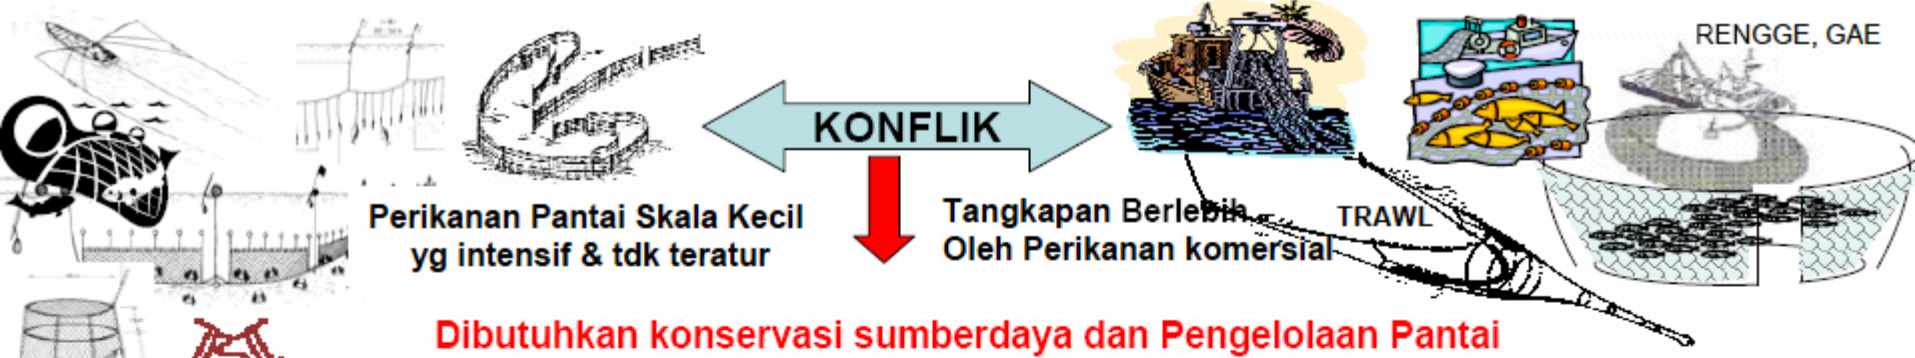 RENGGE, GAE
KONFLIK
Perikanan Pantai Skala Kecil
yg intensif & tdk teratur
Tangkapan Berlebih
Oleh Perikanan komersial
TRAWL
Dibutuhkan konservasi sumberdaya dan Pengelolaan Pantai